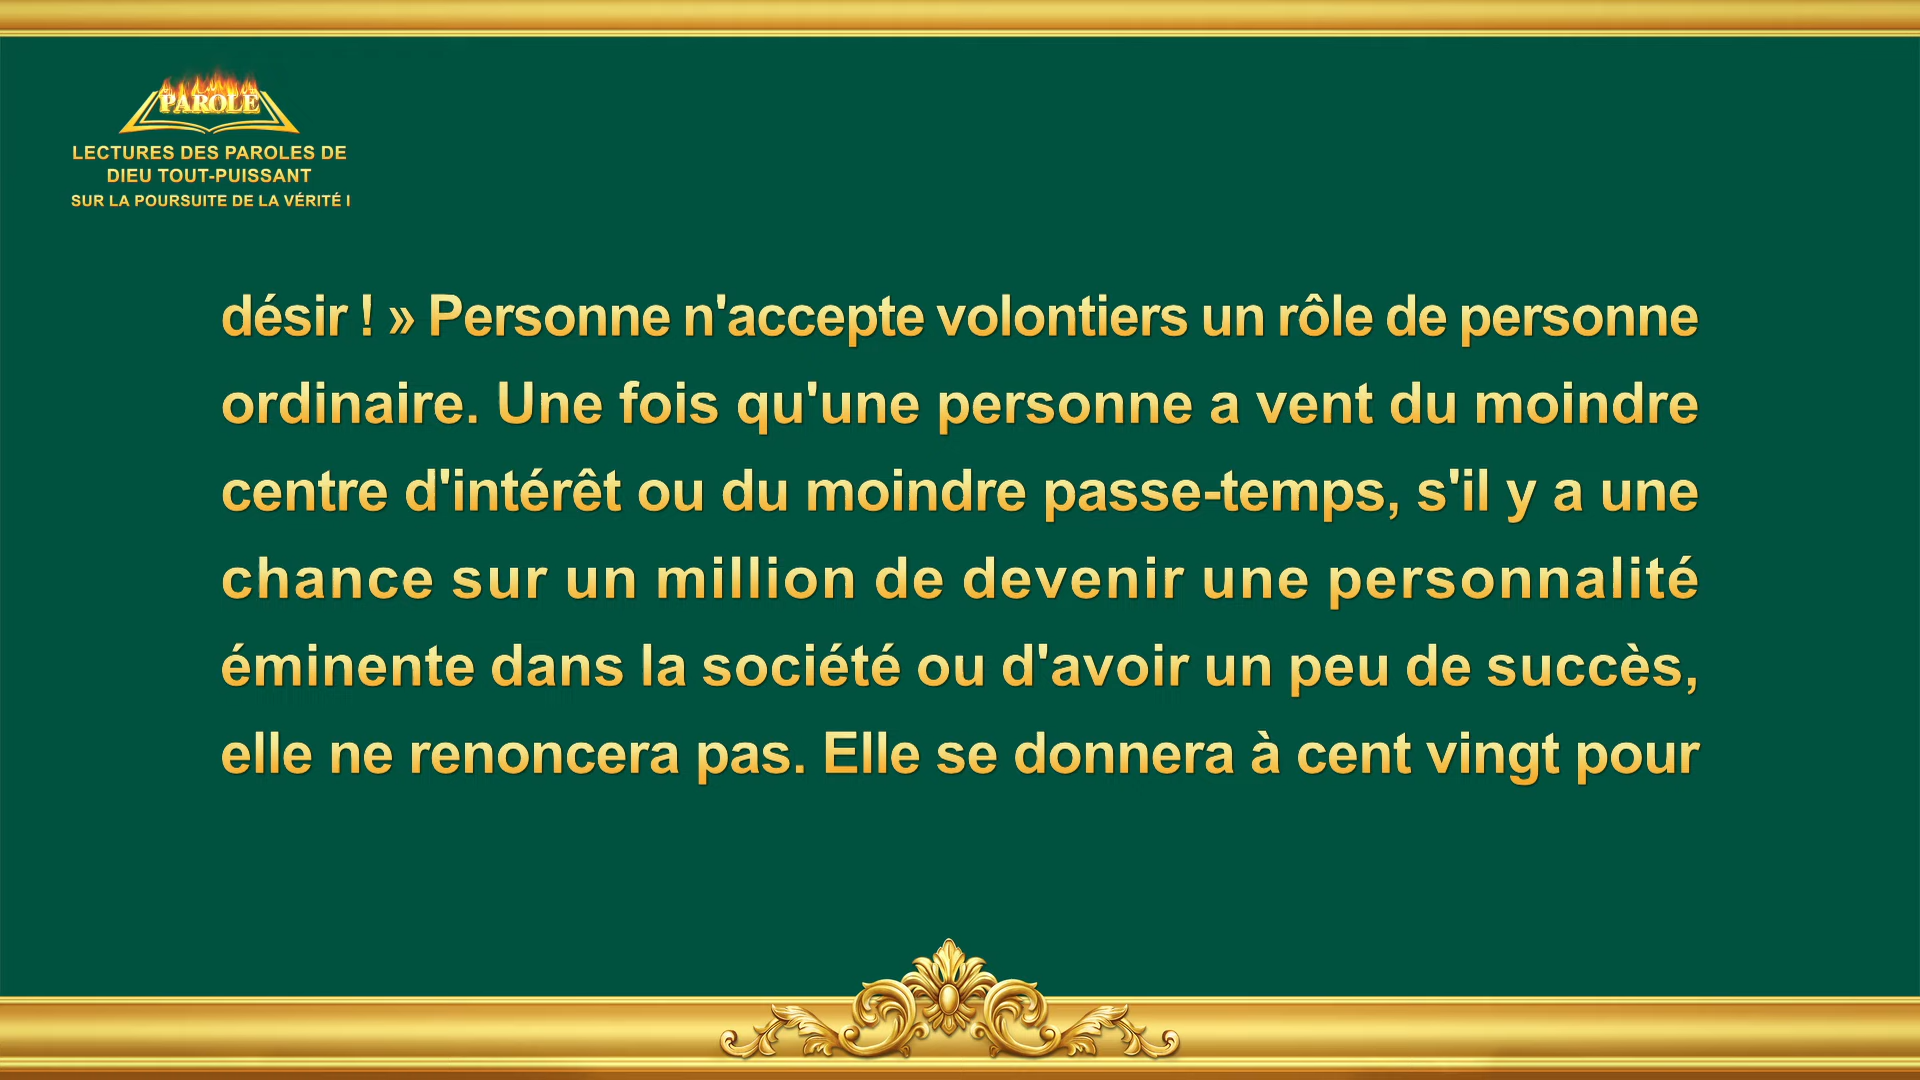 PAROLE
LECTURES DES PAROLES DE
DIEU TOUT-PUISSANT
SUR LA POURSUITE DE LA VÉRITÉ I
désir ! » Personne n'accepte volontiers un rôle de personne
ordinaire. Une fois qu'une personne a vent du moindre
centre d'intérêt ou du moindre passe-temps, s'il y a une
chance sur un million de devenir une personnalité
éminente dans la société ou d'avoir un peu de succès,
elle ne renoncera pas. Elle se donnera à cent vingt pour